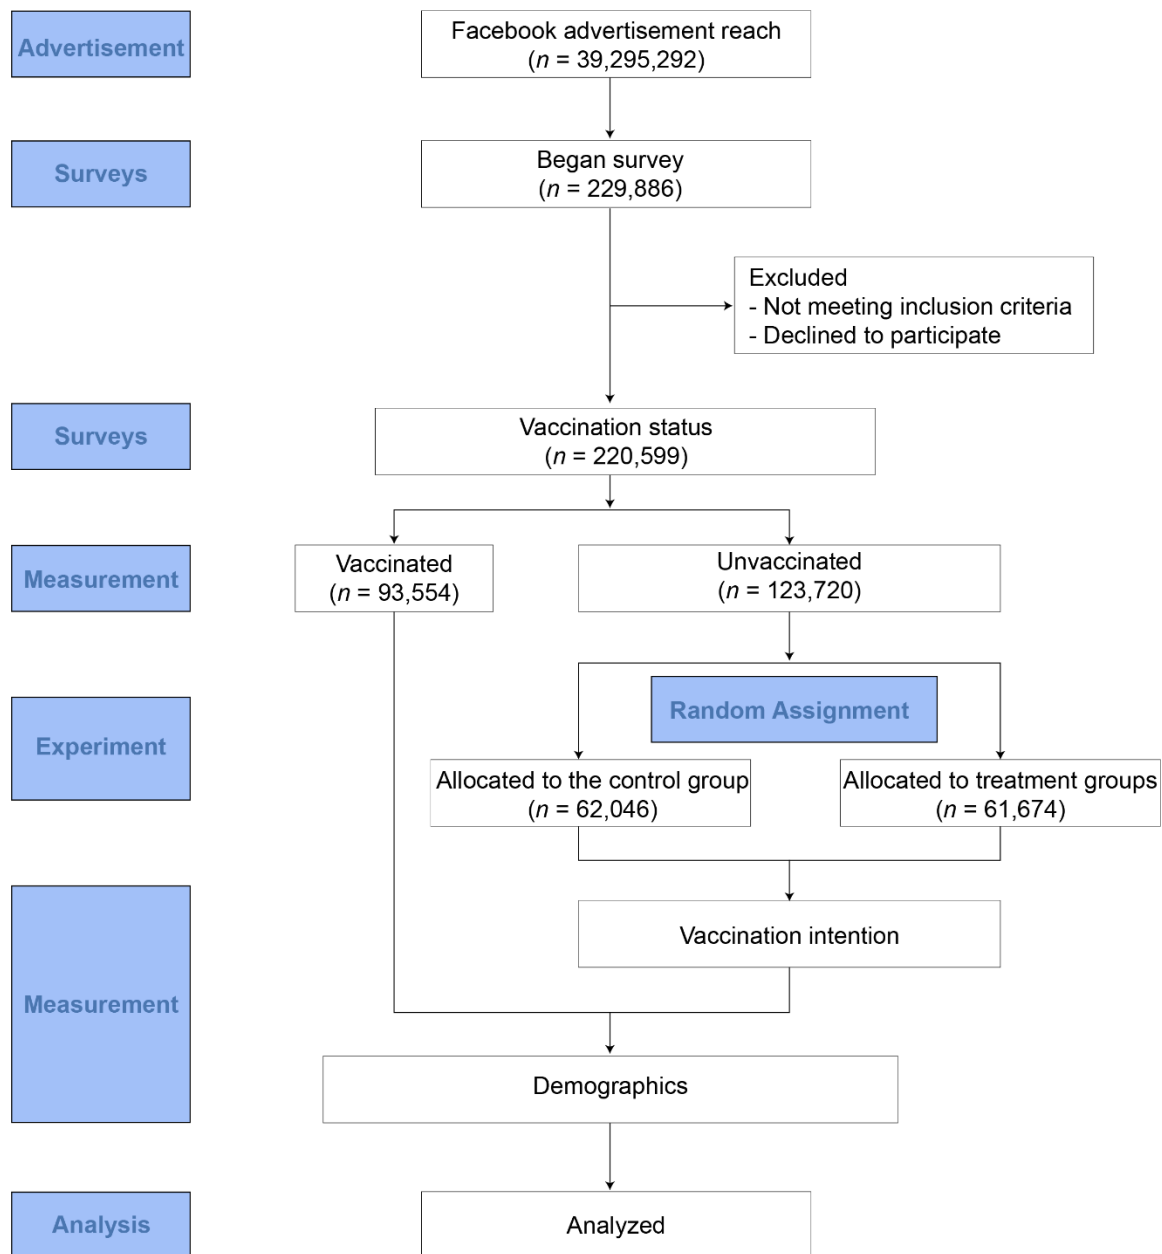 Advertisement
Facebook advertisement reach
(n = 39,295,292)
Surveys
Began survey
(n = 229,886)
Excluded
- Not meeting inclusion criteria
- Declined to participate
Surveys
Vaccination status
(n = 220,599)
Measurement
Vaccinated
(n = 93,554)
Unvaccinated
(n = 123,720)
Experiment
Random Assignment
Allocated to the control group
(n = 62,046)
Allocated to treatment groups
(n = 61,674)
Measurement
Vaccination intention
Demographics
Analysis
Analyzed